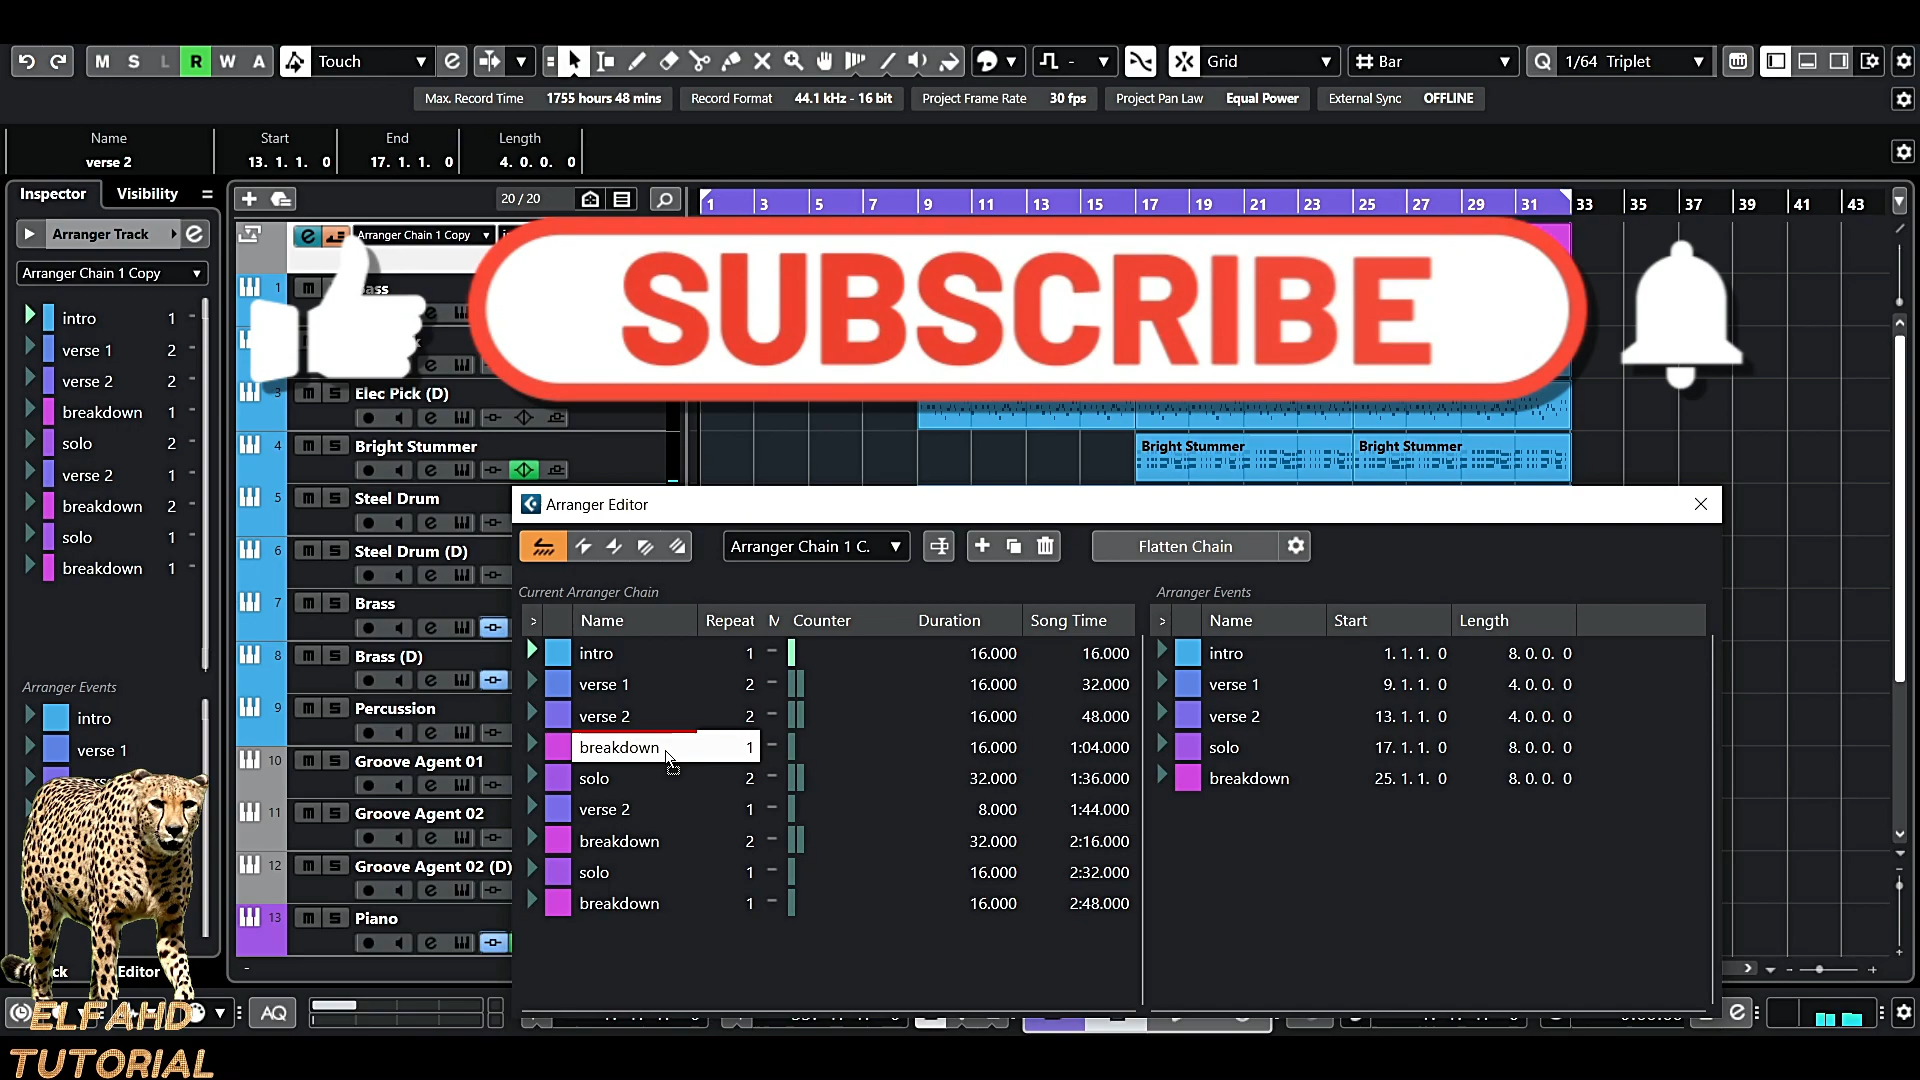 M S L R W A Touch Grid Bar Q 1/64 Triplet
Max. Record Time 1755 hours 48 mins Record Format 44.1 kHz - 16 bit Project Frame Rate 30 fps Project Pan Law Equal Power External Sync OFFLINE
Name Start End Length
verse 2 13. 1. 1. 0 17. 1. 1. 0 4. 0. 0. 0
Inspector Visibility 20 / 20 1 3 5 7 9 11 13 15 17 19 21 23 25 27 29 31 33 35 37 39 41 43
Arranger Track
Arranger Chain 1 Copy
Arranger Chain 1 Copy
intro 1
verse 1 2
verse 2 2
breakdown 1
solo 2
verse 2 1
breakdown 2
solo 1
breakdown 1
Arranger Events
intro
verse 1
SUBSCRIBE
1
3 m S Elec Pick (D)
4 m S Bright Stummer
Bright Stummer Bright Stummer
5 m S Steel Drum
6 m S Steel Drum (D)
7 m S Brass
8 m S Brass (D)
9 m S Percussion
10 m S Groove Agent 01
11 m S Groove Agent 02
12 m S Groove Agent 02 (D)
13 m S Piano
Arranger Editor
Arranger Chain 1 C. Flatten Chain
Current Arranger Chain
Name Repeat M Counter Duration Song Time
intro 1 16.000 16.000
verse 1 2 16.000 32.000
verse 2 2 16.000 48.000
breakdown 1 16.000 1:04.000
solo 2 32.000 1:36.000
verse 2 1 8.000 1:44.000
breakdown 2 32.000 2:16.000
solo 1 16.000 2:32.000
breakdown 1 16.000 2:48.000
Arranger Events
Name Start Length
intro 1. 1. 1. 0 8. 0. 0. 0
verse 1 9. 1. 1. 0 4. 0. 0. 0
verse 2 13. 1. 1. 0 4. 0. 0. 0
solo 17. 1. 1. 0 8. 0. 0. 0
breakdown 25. 1. 1. 0 8. 0. 0. 0
Editor
AQ
ELFAHD
TUTORIAL